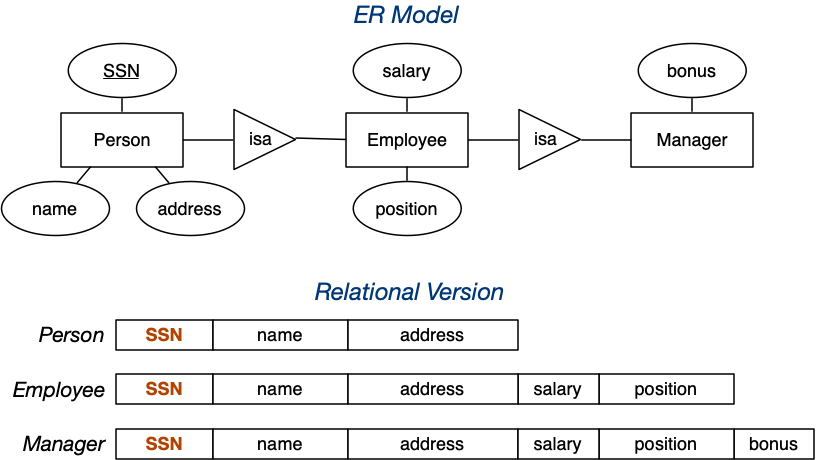 ER Model
SSN
salary
bonus
Person
isa
Employee
isa
Manager
name
address
position
Relational Version
Person SSN name address
Employee SSN name address salary position
Manager SSN name address salary position bonus